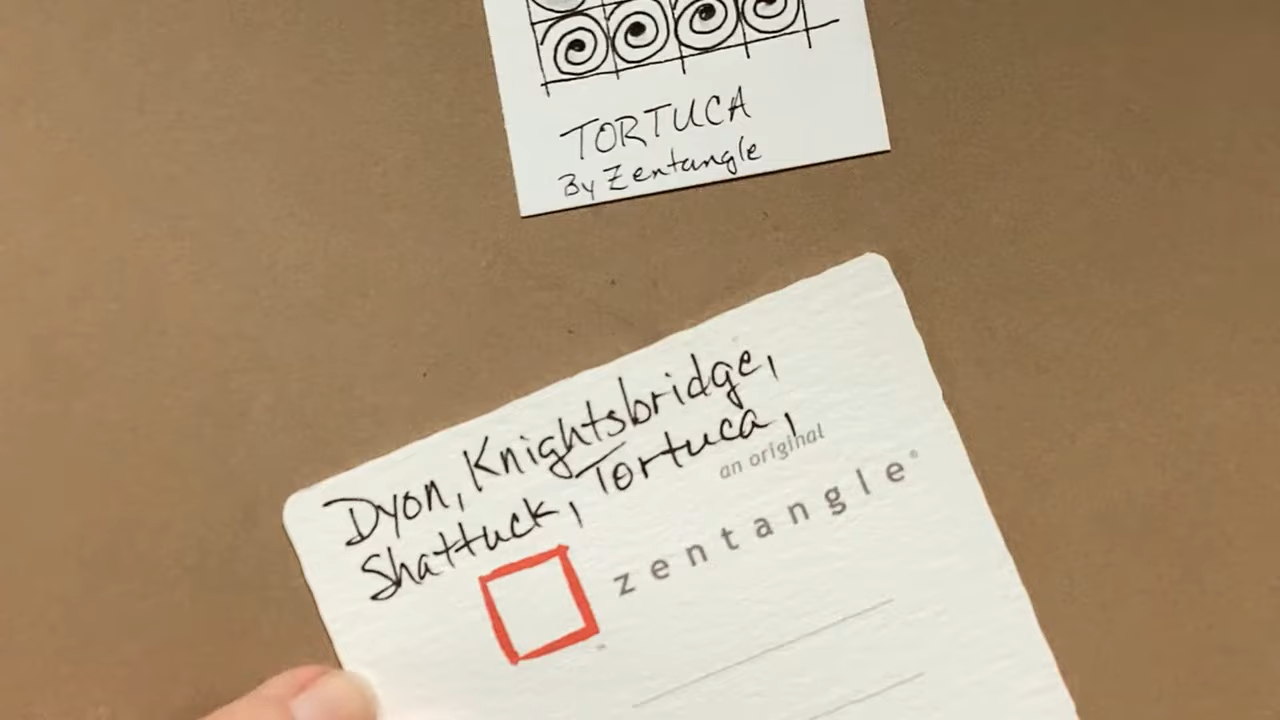 TORTUCA
By Zentangle
Dyon, Knightsbridge,
Shattuck, Tortuca,
an original
zentangle®